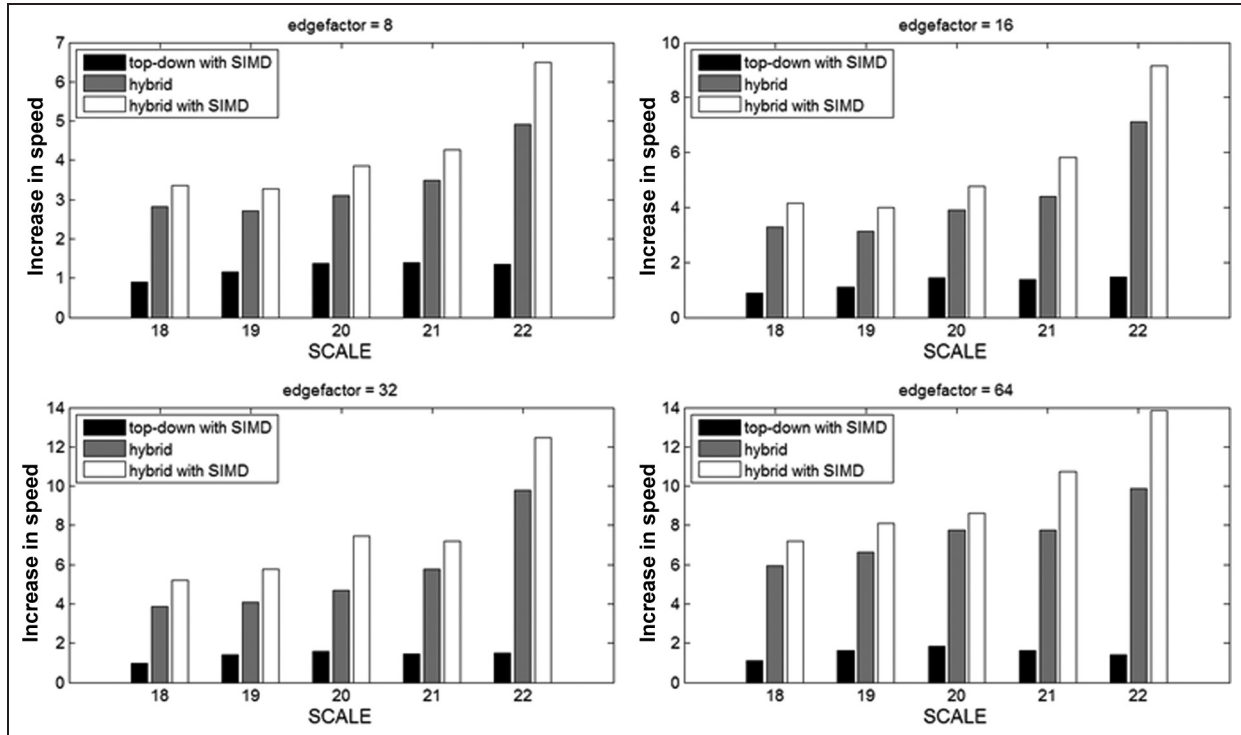 edgefactor = 8
Increase in speed
7
6
5
4
3
2
1
0
top-down with SIMD
hybrid
hybrid with SIMD
18 19 20 21 22
SCALE
edgefactor = 16
Increase in speed
10
8
6
4
2
0
top-down with SIMD
hybrid
hybrid with SIMD
18 19 20 21 22
SCALE
edgefactor = 32
Increase in speed
14
12
10
8
6
4
2
0
top-down with SIMD
hybrid
hybrid with SIMD
18 19 20 21 22
SCALE
edgefactor = 64
Increase in speed
14
12
10
8
6
4
2
0
top-down with SIMD
hybrid
hybrid with SIMD
18 19 20 21 22
SCALE